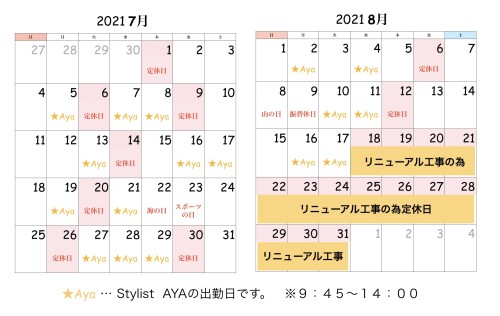 2021 7月
日 月 火 水 木 金 土
27 28 29 30 1 2 3
定休日
4 5 6 7 8 9 10
★Aya 定休日 ★Aya ★Aya 定休日
11 12 13 14 15 16 17
★Aya 定休日 ★Aya ★Aya
18 19 20 21 22 23 24
★Aya 定休日 ★Aya 海の日 スポーツ
の日
25 26 27 28 29 30 31
定休日 ★Aya ★Aya ★Aya 定休日
2021 8月
日 月 火 水 木 金 土
1 2 3 4 5 6 7
★Aya ★Aya 定休日
8 9 10 11 12 13 14
山の日 振替休日 ★Aya ★Aya 定休日
15 16 17 18 19 20 21
★Aya ★Aya リニューアル工事の為
22 23 24 25 26 27 28
リニューアル工事の為定休日
29 30 31 1 2 3 4
リニューアル工事
★Aya … Stylist AYAの出勤日です。 ※９：４５〜１４：００